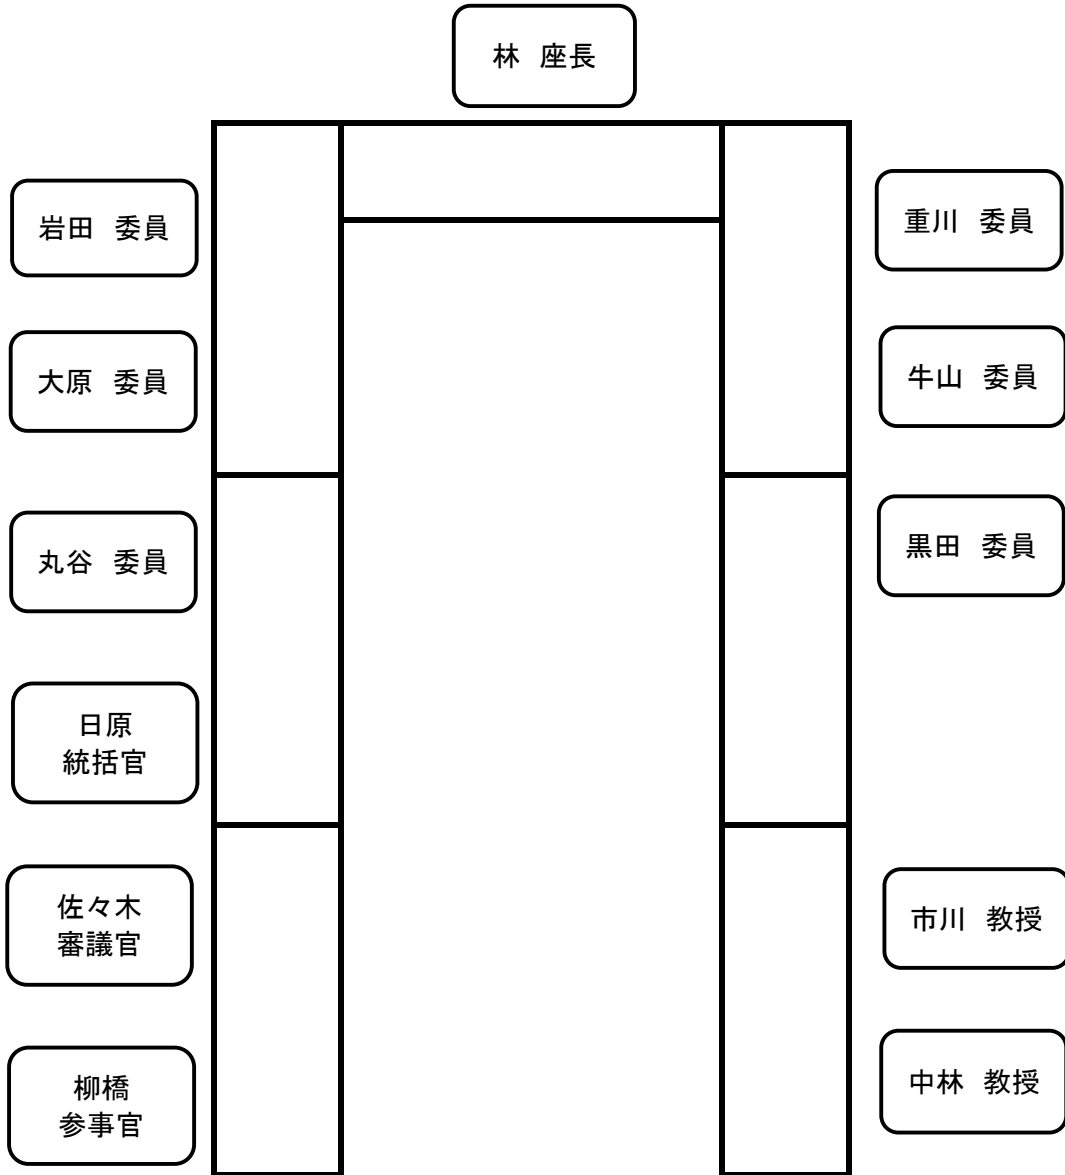 林 座長
岩田 委員
重川 委員
大原 委員
牛山 委員
丸谷 委員
黒田 委員
日原
統括官
佐々木
審議官
市川 教授
柳橋
参事官
中林 教授